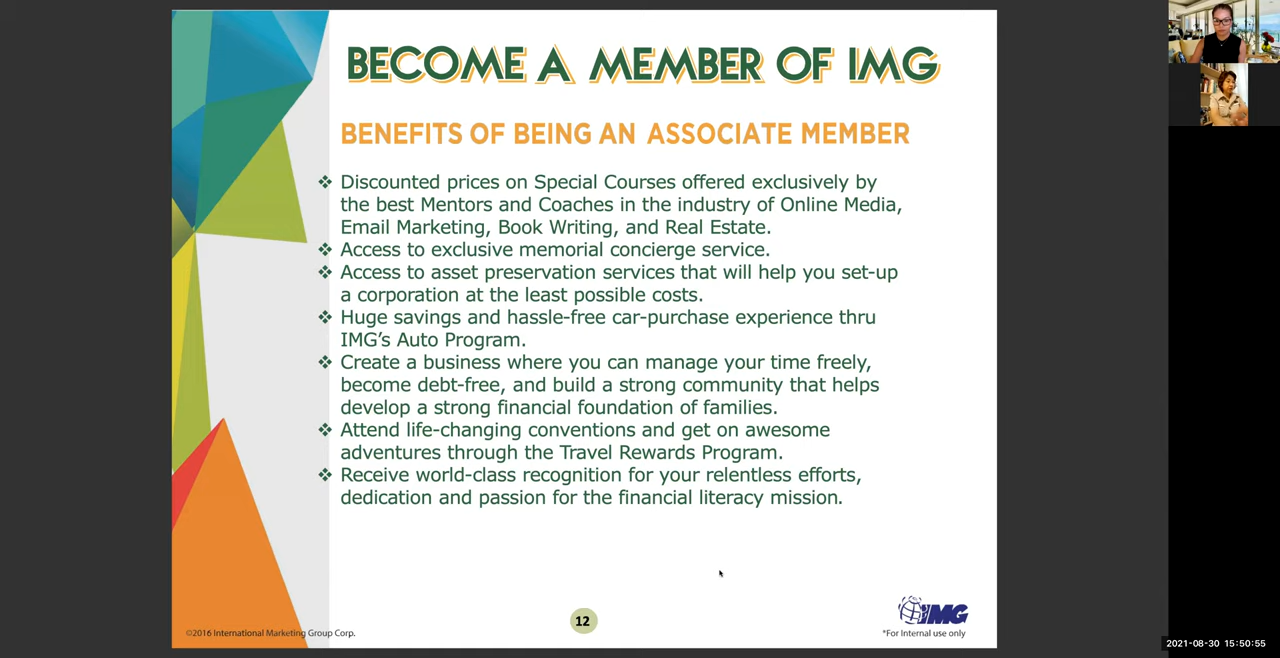 BECOME A MEMBER OF IMG
BENEFITS OF BEING AN ASSOCIATE MEMBER
❖ Discounted prices on Special Courses offered exclusively by
the best Mentors and Coaches in the industry of Online Media,
Email Marketing, Book Writing, and Real Estate.
❖ Access to exclusive memorial concierge service.
❖ Access to asset preservation services that will help you set-up
a corporation at the least possible costs.
❖ Huge savings and hassle-free car-purchase experience thru
IMG’s Auto Program.
❖ Create a business where you can manage your time freely,
become debt-free, and build a strong community that helps
develop a strong financial foundation of families.
❖ Attend life-changing conventions and get on awesome
adventures through the Travel Rewards Program.
❖ Receive world-class recognition for your relentless efforts,
dedication and passion for the financial literacy mission.
©2016 International Marketing Group Corp.
12
IMG
*For Internal use only
2021-08-30 15:50:55